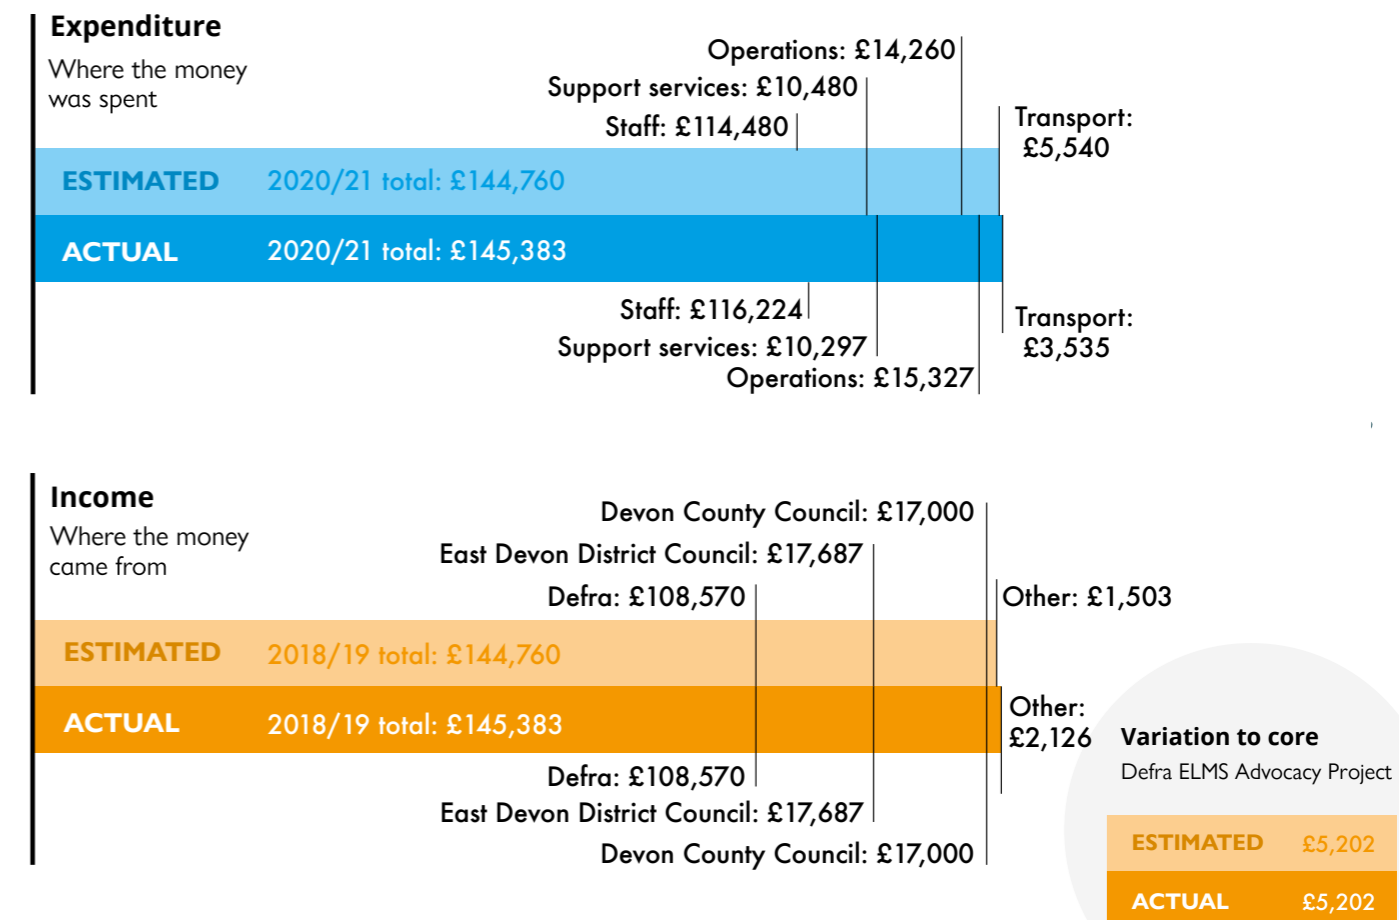 Expenditure
Where the money
was spent
Operations: £14,260
Support services: £10,480
Staff: £114,480
Transport:
£5,540
ESTIMATED 2020/21 total: £144,760
ACTUAL 2020/21 total: £145,383
Staff: £116,224
Support services: £10,297
Operations: £15,327
Transport:
£3,535
Income
Where the money
came from
Devon County Council: £17,000
East Devon District Council: £17,687
Defra: £108,570
Other: £1,503
ESTIMATED 2018/19 total: £144,760
ACTUAL 2018/19 total: £145,383
Other:
£2,126
Defra: £108,570
East Devon District Council: £17,687
Devon County Council: £17,000
Variation to core
Defra ELMS Advocacy Project
ESTIMATED £5,202
ACTUAL £5,202